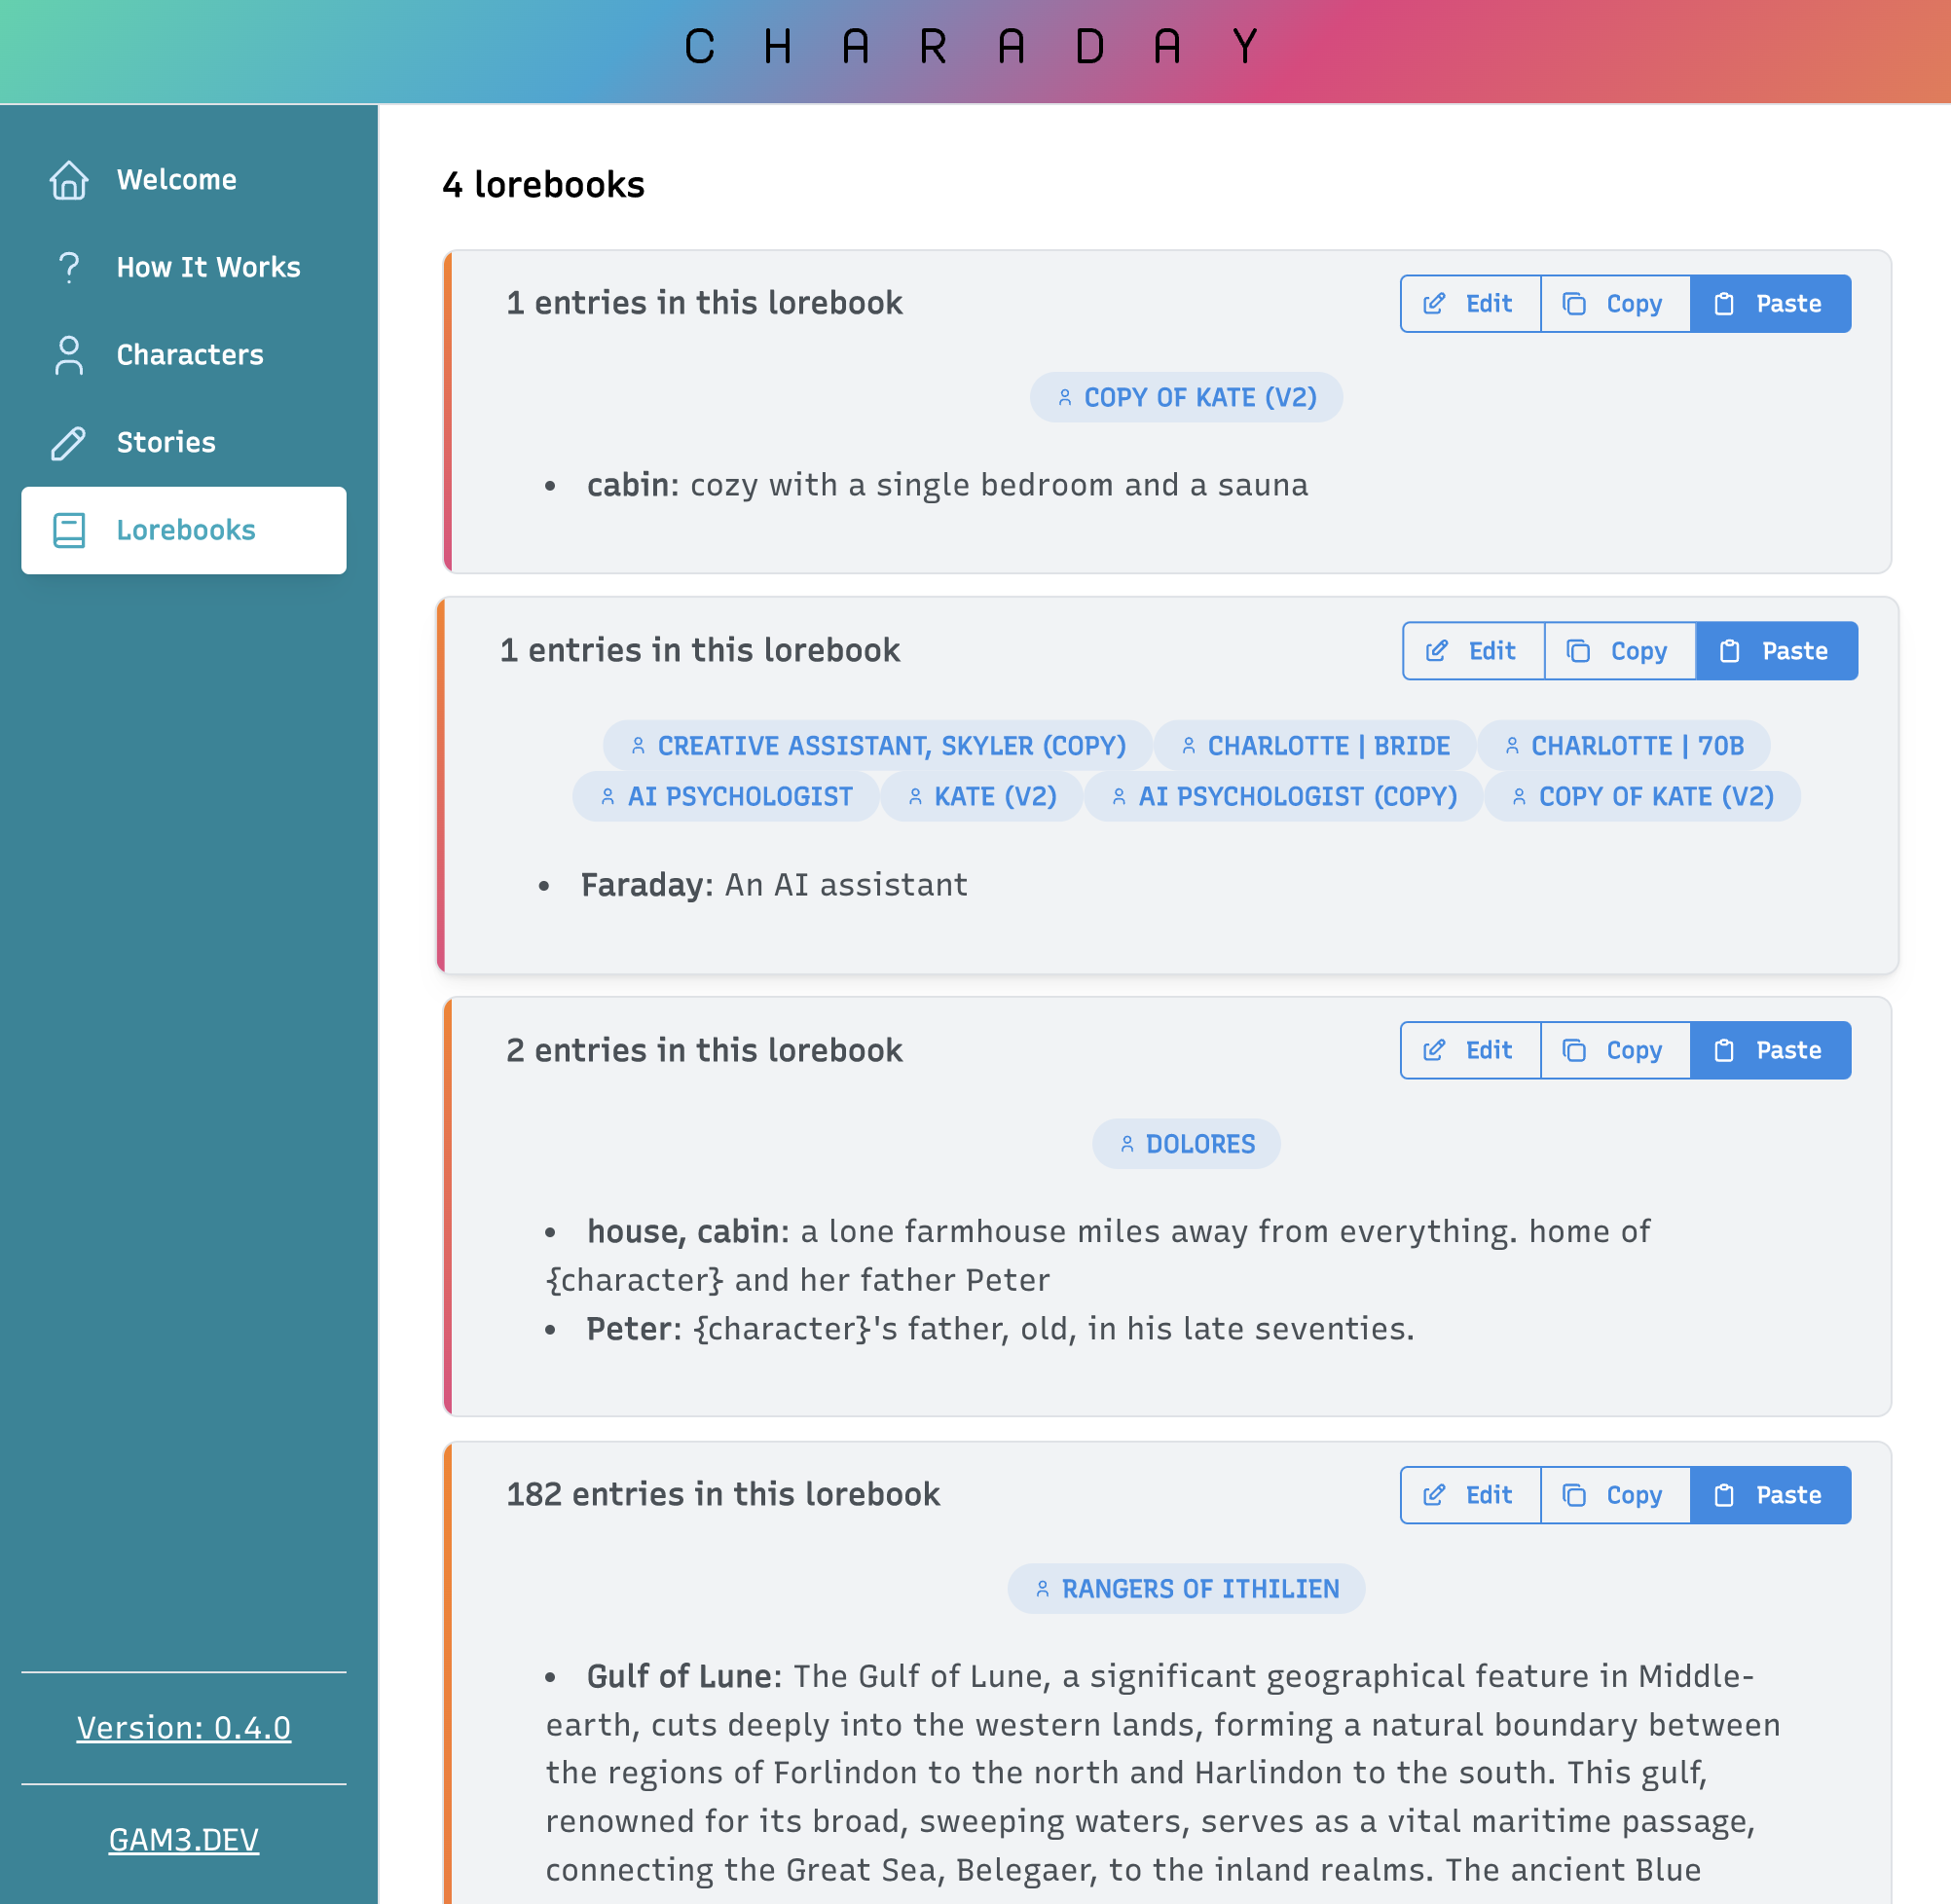 CHARADAY
Welcome
How It Works
Characters
Stories
Lorebooks
Version: 0.4.0
GAM3.DEV
4 lorebooks
1 entries in this lorebook
Edit
Copy
Paste
COPY OF KATE (V2)
• cabin: cozy with a single bedroom and a sauna
1 entries in this lorebook
Edit
Copy
Paste
CREATIVE ASSISTANT, SKYLER (COPY) CHARLOTTE | BRIDE CHARLOTTE | 70B
AI PSYCHOLOGIST KATE (V2) AI PSYCHOLOGIST (COPY) COPY OF KATE (V2)
• Faraday: An AI assistant
2 entries in this lorebook
Edit
Copy
Paste
DOLORES
• house, cabin: a lone farmhouse miles away from everything. home of
{character} and her father Peter
• Peter: {character}'s father, old, in his late seventies.
182 entries in this lorebook
Edit
Copy
Paste
RANGERS OF ITHILIEN
• Gulf of Lune: The Gulf of Lune, a significant geographical feature in Middle-
earth, cuts deeply into the western lands, forming a natural boundary between
the regions of Forlindon to the north and Harlindon to the south. This gulf,
renowned for its broad, sweeping waters, serves as a vital maritime passage,
connecting the Great Sea, Belegaer, to the inland realms. The ancient Blue